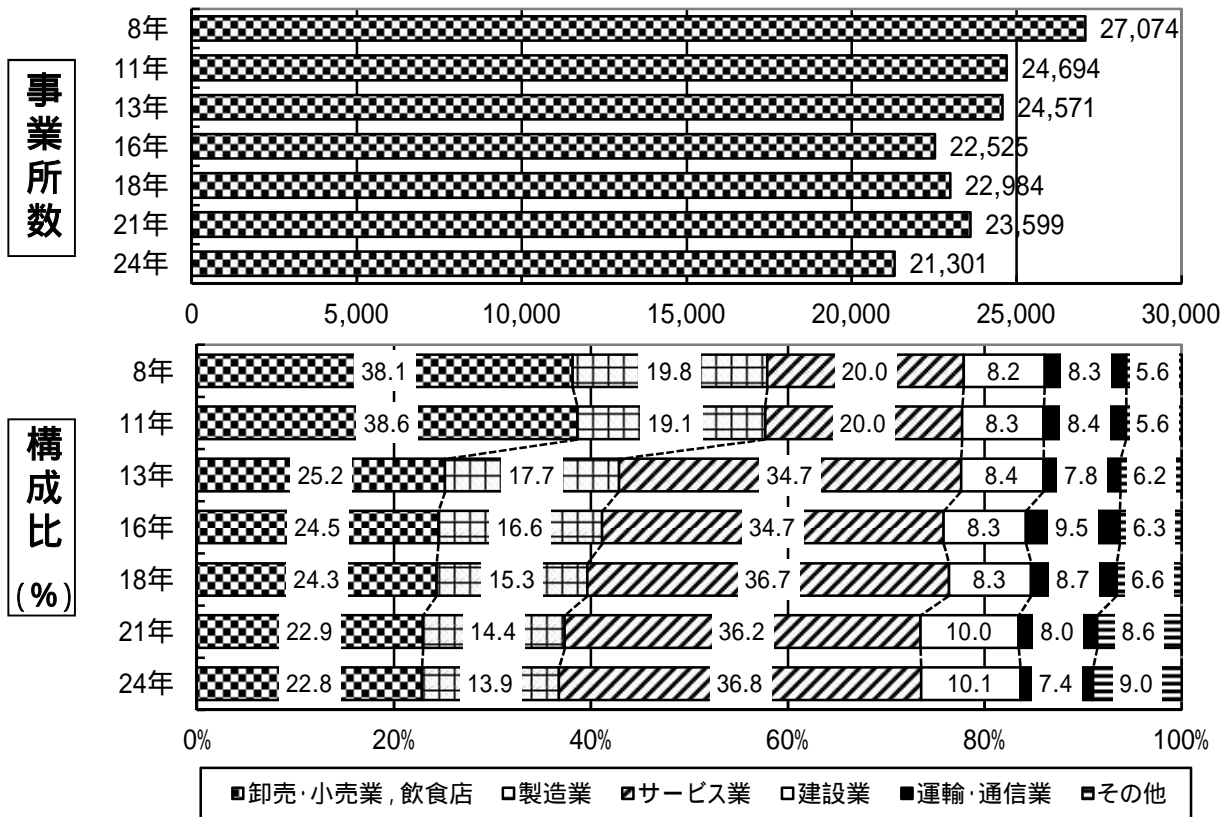 事業所数
8年 27,074
11年 24,694
13年 24,571
16年 22,525
18年 22,984
21年 23,599
24年 21,301
0 5,000 10,000 15,000 20,000 25,000 30,000
構成比
(%)
8年 38.1 19.8 20.0 8.2 8.3 5.6
11年 38.6 19.1 20.0 8.3 8.4 5.6
13年 25.2 17.7 34.7 8.4 7.8 6.2
16年 24.5 16.6 34.7 8.3 9.5 6.3
18年 24.3 15.3 36.7 8.3 8.7 6.6
21年 22.9 14.4 36.2 10.0 8.0 8.6
24年 22.8 13.9 36.8 10.1 7.4 9.0
0% 20% 40% 60% 80% 100%
卸売･小売業，飲食店 製造業 サービス業 建設業 運輸･通信業 その他